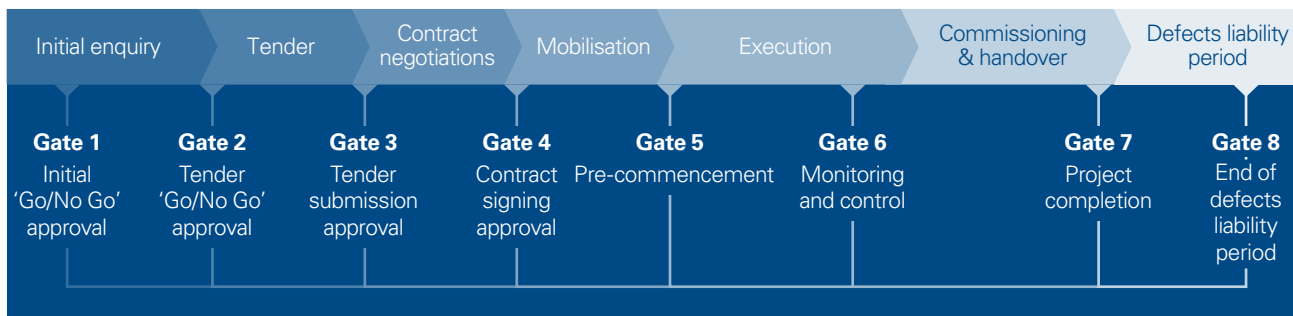 Initial enquiry
Tender
Contract
negotiations
Mobilisation
Execution
Commissioning
& handover
Defects liability
period
Gate 1
Initial
‘Go/No Go’
approval
Gate 2
Tender
‘Go/No Go’
approval
Gate 3
Tender
submission
approval
Gate 4
Contract
signing
approval
Gate 5
Pre-commencement
Gate 6
Monitoring
and control
Gate 7
Project
completion
Gate 8
End of
defects
liability
period